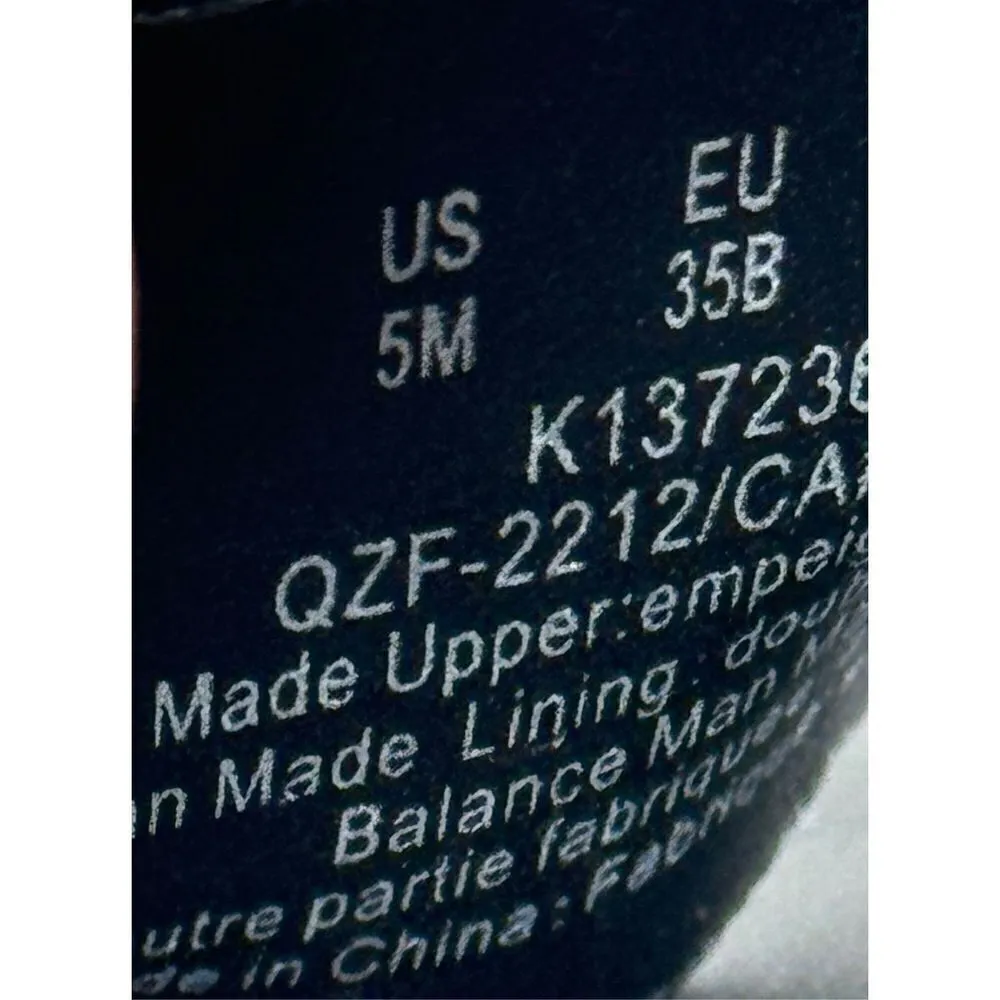 US EU
5M 35B
K137236
QZF-2212/CA
Made Upper:empei
n Made Lining dou
Balance Man
utre partie fabriqu
de in China:Fabri